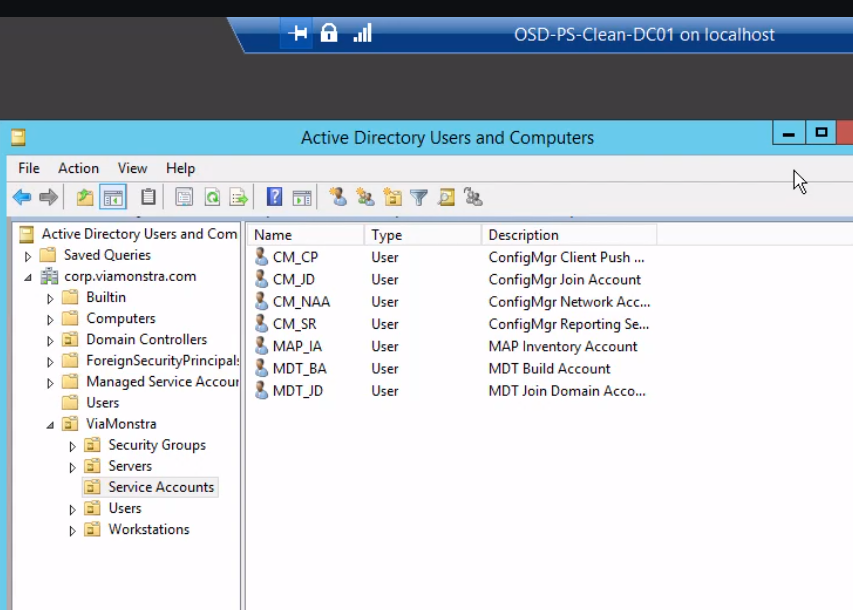 OSD-PS-Clean-DC01 on localhost
Active Directory Users and Computers
File Action View Help
Active Directory Users and Com
Saved Queries
corp.viamonstra.com
Builtin
Computers
Domain Controllers
ForeignSecurityPrincipals
Managed Service Accoun
Users
ViaMonstra
Security Groups
Servers
Service Accounts
Users
Workstations
Name Type Description
CM_CP User ConfigMgr Client Push ...
CM_JD User ConfigMgr Join Account
CM_NAA User ConfigMgr Network Acc...
CM_SR User ConfigMgr Reporting Se...
MAP_IA User MAP Inventory Account
MDT_BA User MDT Build Account
MDT_JD User MDT Join Domain Acco...